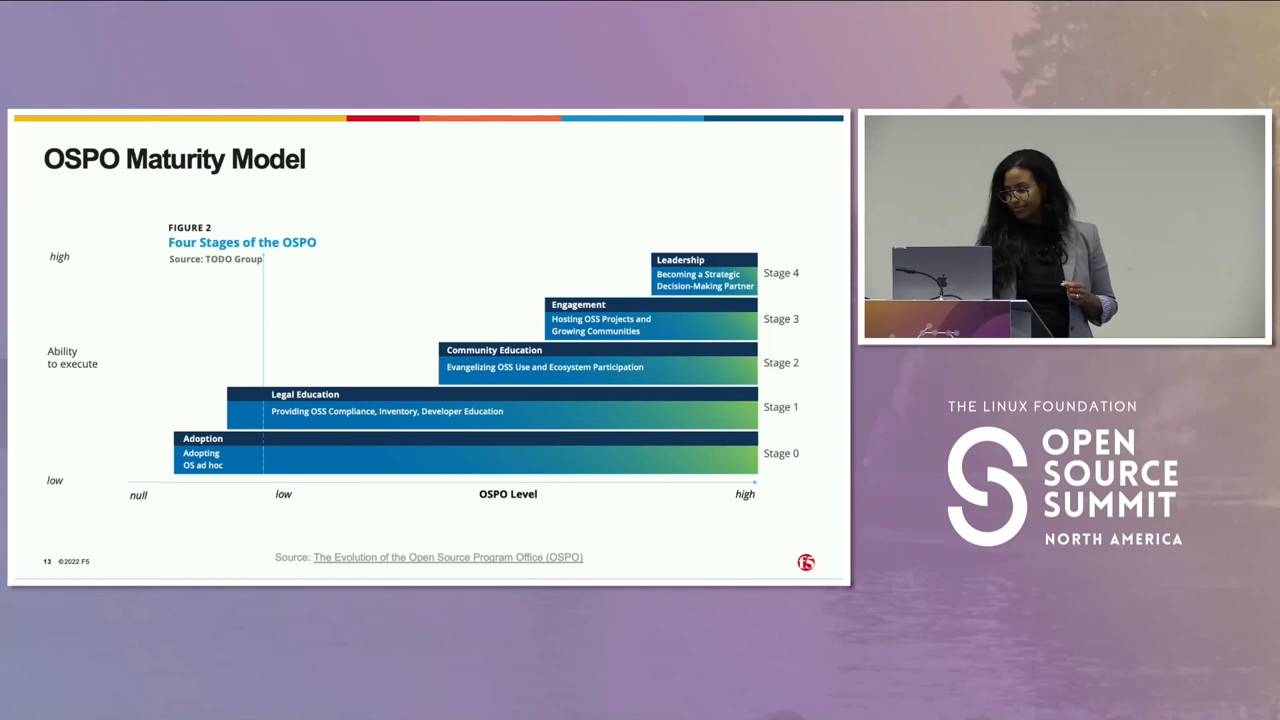 OSPO Maturity Model
FIGURE 2
Four Stages of the OSPO
Source: TODO Group
high
Ability
to execute
low
Leadership
Becoming a Strategic
Decision-Making Partner
Stage 4
Engagement
Hosting OSS Projects and
Growing Communities
Stage 3
Community Education
Evangelizing OSS Use and Ecosystem Participation
Stage 2
Legal Education
Providing OSS Compliance, Inventory, Developer Education
Stage 1
Adoption
Adopting
OS ad hoc
Stage 0
null
low
OSPO Level
high
Source: The Evolution of the Open Source Program Office (OSPO)
13 ©2022 F5
f5
THE LINUX FOUNDATION
OPEN
SOURCE
SUMMIT
NORTH AMERICA